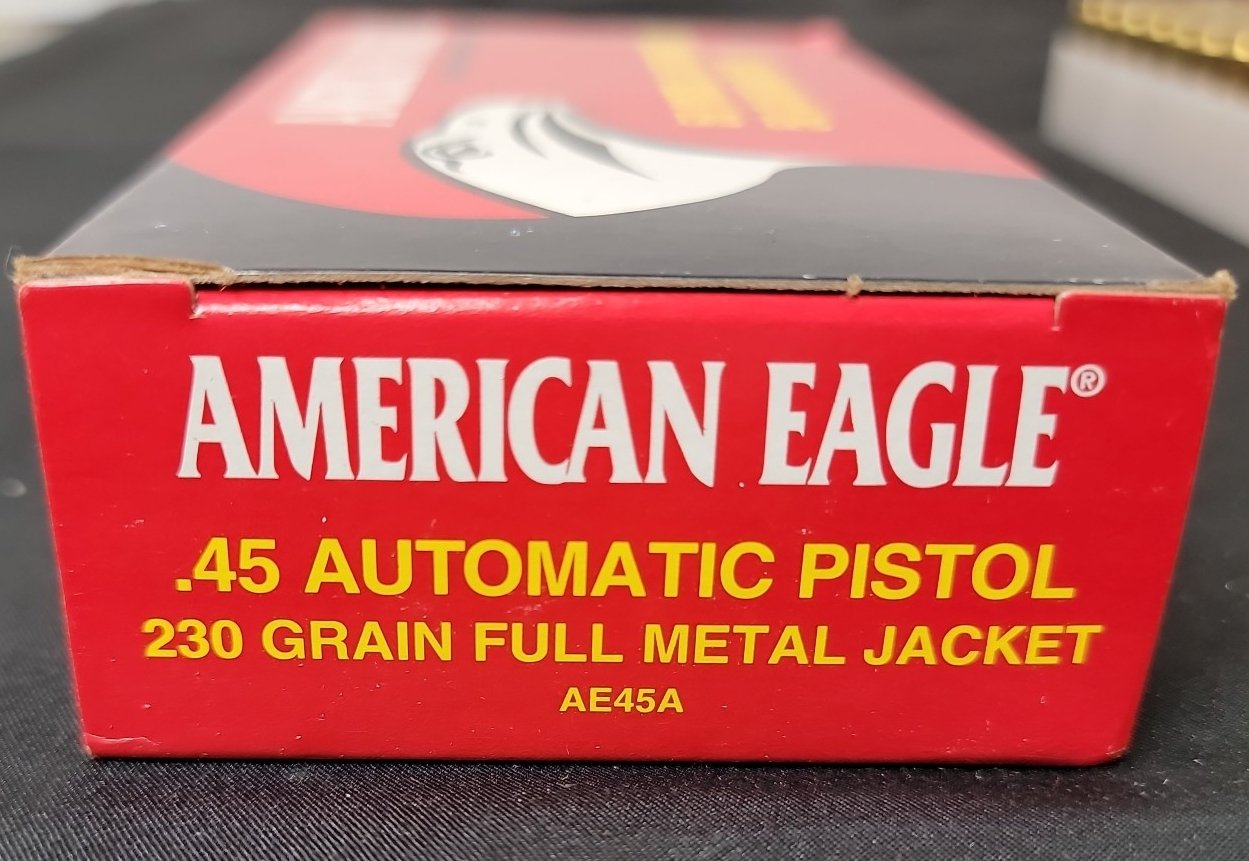 AMERICAN EAGLE®
.45 AUTOMATIC PISTOL
230 GRAIN FULL METAL JACKET
AE45A